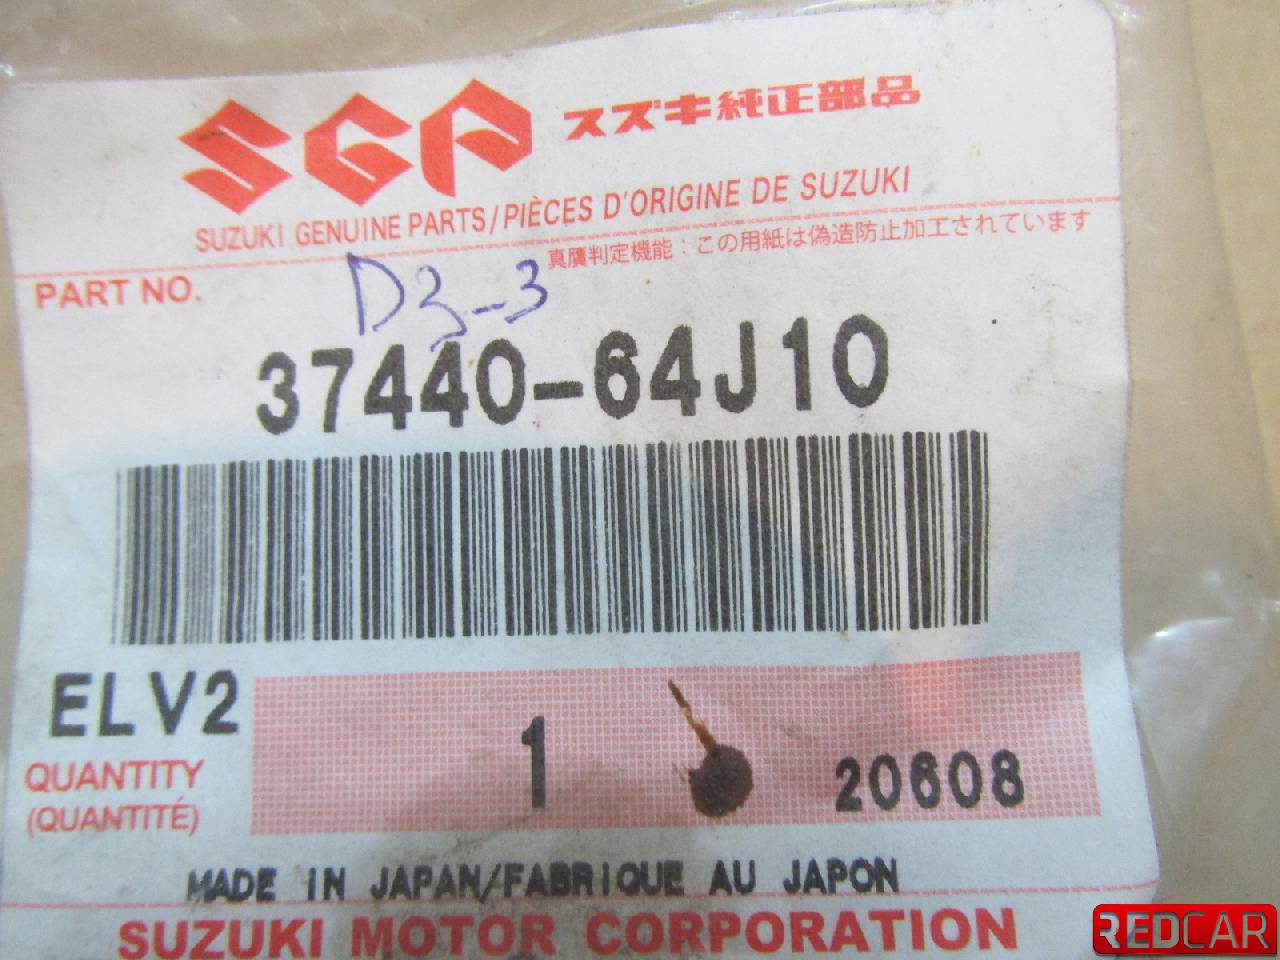 SGP スズキ純正部品
SUZUKI GENUINE PARTS/PIÈCES D'ORIGINE DE SUZUKI
真贋判定機能：この用紙は偽造防止加工されています
PART NO.
D3-3
37440-64J10
ELV2
QUANTITY
(QUANTITÉ)
1
20608
MADE IN JAPAN/FABRIQUE AU JAPON
SUZUKI MOTOR CORPORATION
REDCAR